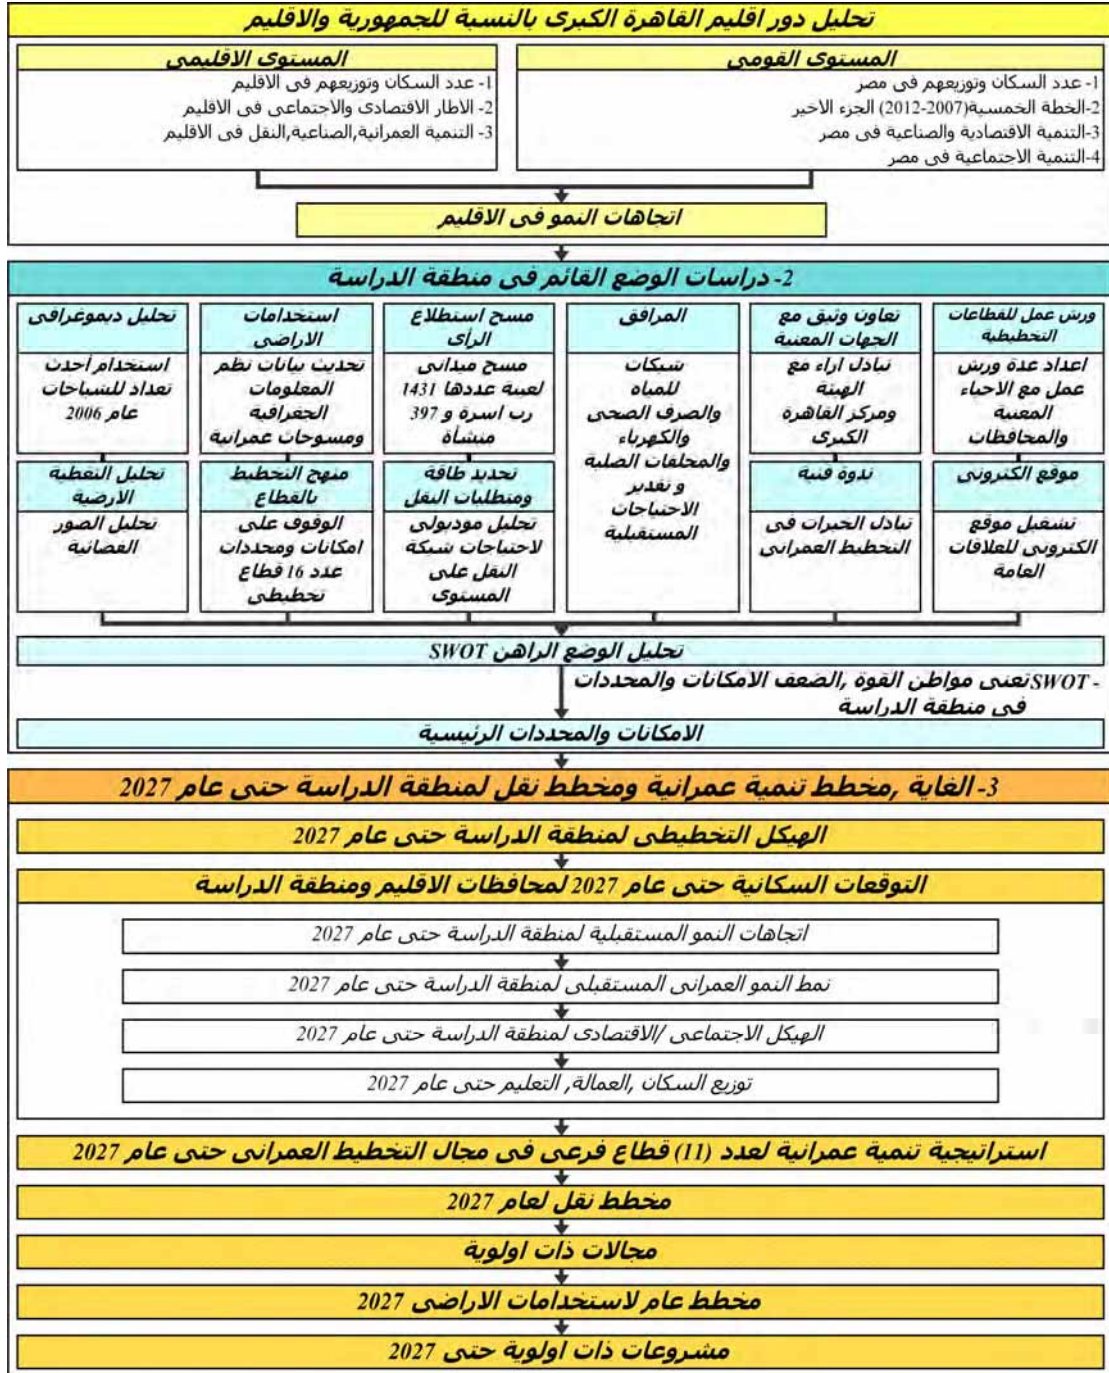 تحليل دور اقليم القاهرة الكبرى بالنسبة للجمهورية والاقليم
المستوى القومى
1- عدد السكان وتوزيعهم فى مصر
2-الخطة الخمسية(2007-2012) الجزء الاخير
3-التنمية الاقتصادية والصناعية فى مصر
4-التنمية الاجتماعية فى مصر
المستوى الاقليمى
1- عدد السكان وتوزيعهم فى الاقليم
2- الاطار الاقتصادى والاجتماعى فى الاقليم
3- التنمية العمرانية,الصناعية,النقل فى الاقليم
اتجاهات النمو فى الاقليم
2- دراسات الوضع القائم فى منطقة الدراسة
ورش عمل للقطاعات
التخطيطية
اعداد عدة ورش
عمل مع الاحياء
المعنية
والمحافظات
موقع الكترونى
تشغيل موقع
الكترونى للعلاقات
العامة
تعاون وثيق مع
الجهات المعنية
تبادل اراء مع
الهيئة
ومركز القاهرة
الكبرى
ندوة فنية
تبادل الخبرات فى
التخطيط العمرانى
المرافق
شبكات
للمياه
والصرف الصحى
والكهرباء
والمخلفات الصلبة
و تقدير
الاحتياجات
المستقبلية
مسح استطلاع
الرأى
مسح ميدانى
لعينة عددها 1431
رب اسرة و 397
منشأة
تحديد طاقة
ومتطلبات النقل
تحليل موديولى
لاحتياجات شبكة
النقل على
المستوى
استخدامات
الاراضى
تحديث بيانات نظم
المعلومات
الجغرافية
ومسوحات عمرانية
منهج التخطيط
بالقطاع
الوقوف على
امكانات ومحددات
عدد 16 قطاع
تخطيطى
تحليل ديموغرافى
استخدام أحدث
تعداد للشياخات
عام 2006
تحليل التغطية
الارضية
تحليل الصور
الفضائية
تحليل الوضع الراهن SWOT
- SWOT تعنى مواطن القوة ,الضعف الامكانات والمحددات
فى منطقة الدراسة
الامكانات والمحددات الرئيسية
3- الغاية ,مخطط تنمية عمرانية ومخطط نقل لمنطقة الدراسة حتى عام 2027
الهيكل التخطيطى لمنطقة الدراسة حتى عام 2027
التوقعات السكانية حتى عام 2027 لمحافظات الاقليم ومنطقة الدراسة
اتجاهات النمو المستقبلية لمنطقة الدراسة حتى عام 2027
نمط النمو العمرانى المستقبلى لمنطقة الدراسة حتى عام 2027
الهيكل الاجتماعى /الاقتصادى لمنطقة الدراسة حتى عام 2027
توزيع السكان ,العمالة, التعليم حتى عام 2027
استراتيجية تنمية عمرانية لعدد (11) قطاع فرعى فى مجال التخطيط العمرانى حتى عام 2027
مخطط نقل لعام 2027
مجالات ذات اولوية
مخطط عام لاستخدامات الاراضى 2027
مشروعات ذات اولوية حتى 2027